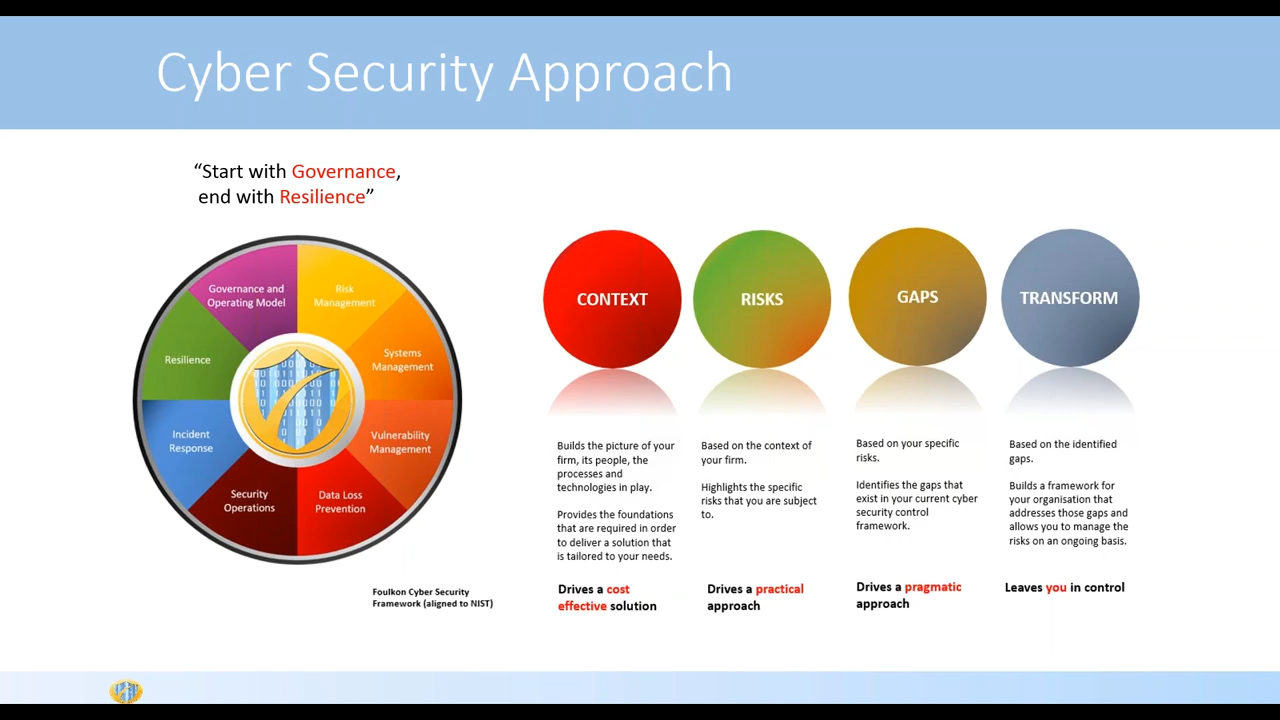 Cyber Security Approach
“Start with Governance,
end with Resilience”
Governance and
Operating Model
Risk
Management
Systems
Management
Vulnerability
Management
Data Loss
Prevention
Security
Operations
Incident
Response
Resilience
Foulkon Cyber Security
Framework (aligned to NIST)
CONTEXT
Builds the picture of your
firm, its people, the
processes and
technologies in play.
Provides the foundations
that are required in order
to deliver a solution that
is tailored to your needs.
Drives a cost
effective solution
RISKS
Based on the context of
your firm.
Highlights the specific
risks that you are subject
to.
Drives a practical
approach
GAPS
Based on your specific
risks.
Identifies the gaps that
exist in your current cyber
security control
framework.
Drives a pragmatic
approach
TRANSFORM
Based on the identified
gaps.
Builds a framework for
your organisation that
addresses those gaps and
allows you to manage the
risks on an ongoing basis.
Leaves you in control